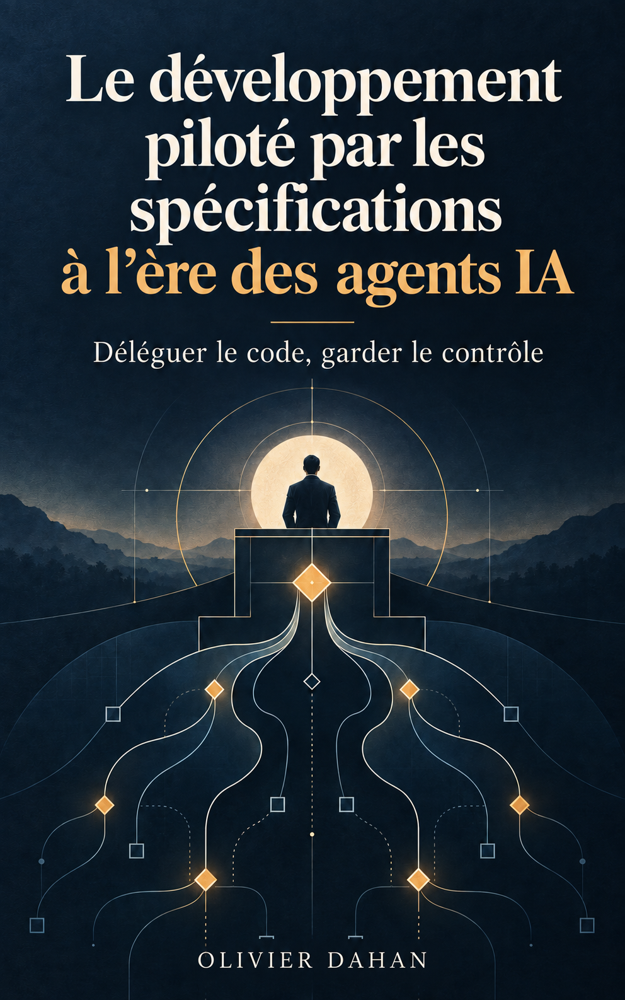 Le développement
piloté par les
spécifications
à l’ère des agents IA
Déléguer le code, garder le contrôle
OLIVIER DAHAN